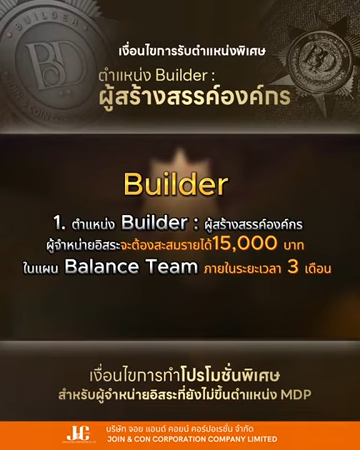 BUILDER
BD
เงื่อนไขการรับตำแหน่งพิเศษ
ตำแหน่ง Builder :
ผู้สร้างสรรค์องค์กร
Builder
1. ตำแหน่ง Builder : ผู้สร้างสรรค์องค์กร
ผู้จำหน่ายอิสระจะต้องสะสมรายได้15,000 บาท
ในแผน Balance Team ภายในระยะเวลา 3 เดือน
เงื่อนไขการทำโปรโมชั่นพิเศษ
สำหรับผู้จำหน่ายอิสระที่ยังไม่ขึ้นตำแหน่ง MDP
บริษัท จอย แอนด์ คอยน์ คอร์ปอเรชั่น จำกัด
JOIN & CON CORPORATION COMPANY LIMITED